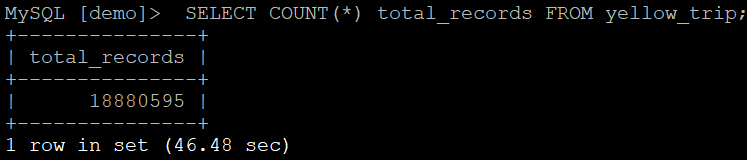 MySQL [demo]>  SELECT COUNT(*) total_records FROM yellow_trip;
+---------------+
| total_records |
+---------------+
|      18880595 |
+---------------+
1 row in set (46.48 sec)